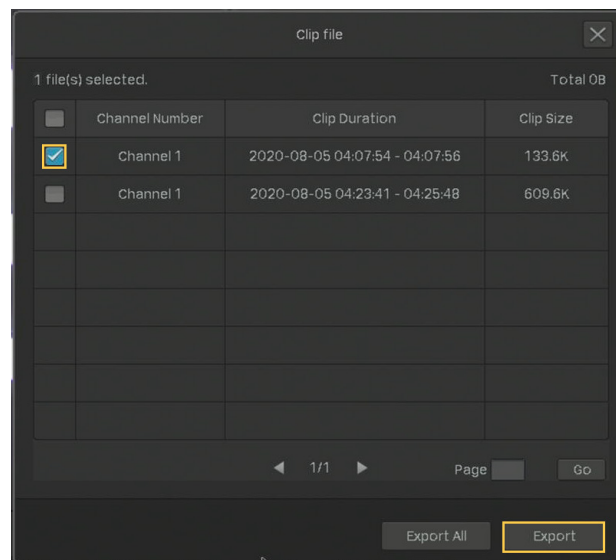 Clip file
1 file(s) selected. Total 0B
Channel Number Clip Duration Clip Size
Channel 1 2020-08-05 04:07:54 - 04:07:56 133.6K
Channel 1 2020-08-05 04:23:41 - 04:25:48 609.6K
1/1 Page Go
Export All Export